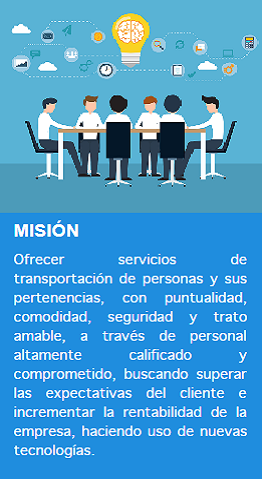 MISIÓN
Ofrecer servicios de
transportación de personas y sus
pertenencias, con puntualidad,
comodidad, seguridad y trato
amable, a través de personal
altamente calificado y
comprometido, buscando superar
las expectativas del cliente e
incrementar la rentabilidad de la
empresa, haciendo uso de nuevas
tecnologías.